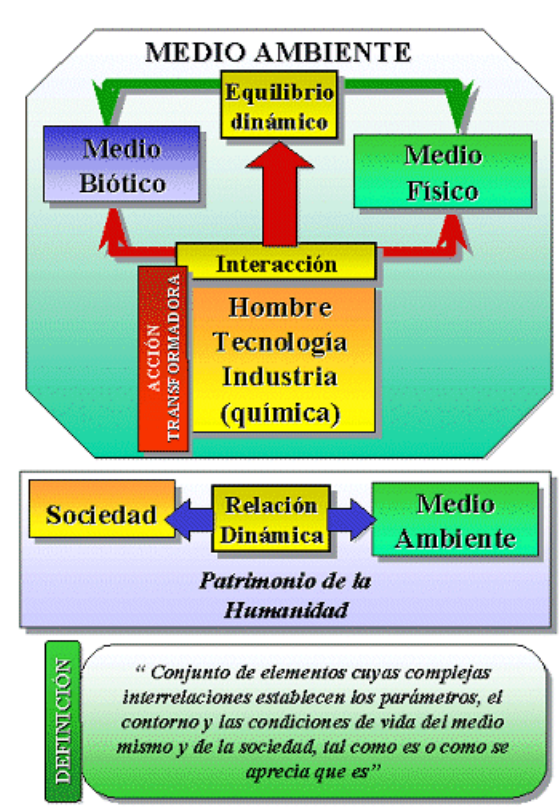 MEDIO AMBIENTE
Equilibrio
dinámico
Medio
Biótico
Medio
Físico
Interacción
ACCIÓN
TRANSFORMADORA
Hombre
Tecnología
Industria
(química)
Sociedad
Relación
Dinámica
Medio
Ambiente
Patrimonio de la
Humanidad
DEFINICIÓN
“ Conjunto de elementos cuyas complejas
interrelaciones establecen los parámetros, el
contorno y las condiciones de vida del medio
mismo y de la sociedad, tal como es o como se
aprecia que es”